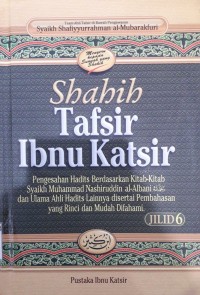 Syaikh Shafiyyurrahman al-Mubarakfuri
Shahih
Tafsir
Ibnu Katsir
Pengesahan Hadits Berdasarkan Kitab-Kitab
Syaikh Muhammad Nashiruddin al-Albani
dan Ulama Ahli Hadits Lainnya disertai Pembahasan
yang Rinci dan Mudah Difahami
JILID 6
Pustaka Ibnu Katsir